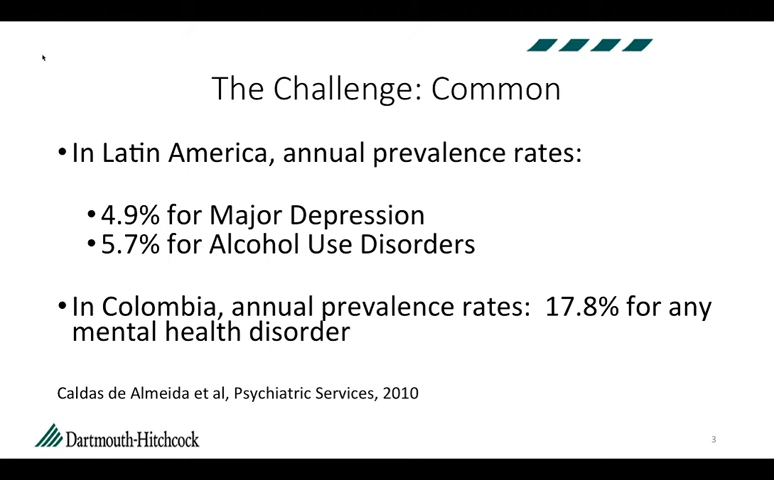 The Challenge: Common
•In Latin America, annual prevalence rates:
•4.9% for Major Depression
•5.7% for Alcohol Use Disorders
•In Colombia, annual prevalence rates:  17.8% for any
mental health disorder
Caldas de Almeida et al, Psychiatric Services, 2010
Dartmouth-Hitchcock
3